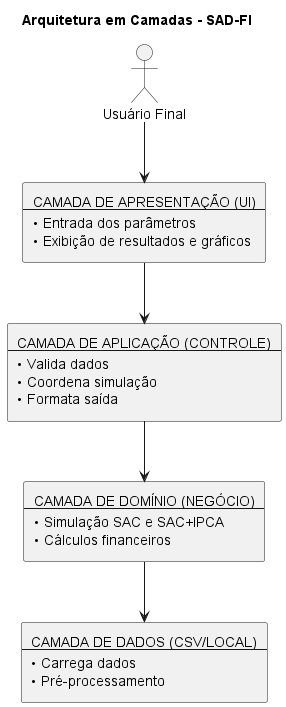 Arquitetura em Camadas - SAD-FI
Usuário Final
CAMADA DE APRESENTAÇÃO (UI)
• Entrada dos parâmetros
• Exibição de resultados e gráficos
CAMADA DE APLICAÇÃO (CONTROLE)
• Valida dados
• Coordena simulação
• Formata saída
CAMADA DE DOMÍNIO (NEGÓCIO)
• Simulação SAC e SAC+IPCA
• Cálculos financeiros
CAMADA DE DADOS (CSV/LOCAL)
• Carrega dados
• Pré-processamento